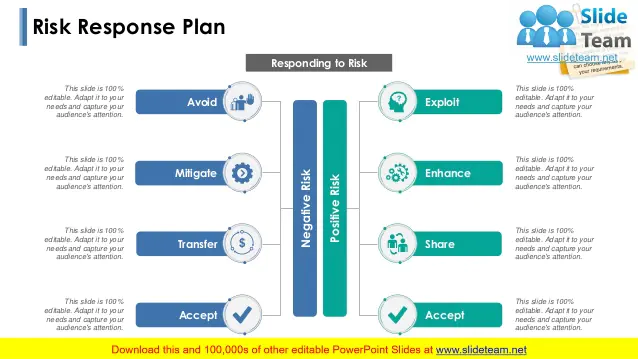 Risk Response Plan
Slide
Team
www.slideteam.net
can choose
your requirements.
Responding to Risk
This slide is 100%
editable. Adapt it to your
needs and capture your
audience's attention.
Avoid
Exploit
This slide is 100%
editable. Adapt it to your
needs and capture your
audience's attention.
This slide is 100%
editable. Adapt it to your
needs and capture your
audience's attention.
Mitigate
Enhance
This slide is 100%
editable. Adapt it to your
needs and capture your
audience's attention.
Negative Risk
Positive Risk
This slide is 100%
editable. Adapt it to your
needs and capture your
audience's attention.
Transfer
$
Share
This slide is 100%
editable. Adapt it to your
needs and capture your
audience's attention.
This slide is 100%
editable. Adapt it to your
needs and capture your
audience's attention.
Accept
Accept
This slide is 100%
editable. Adapt it to your
needs and capture your
audience's attention.
Download this and 100,000s of other editable PowerPoint Slides at www.slideteam.net